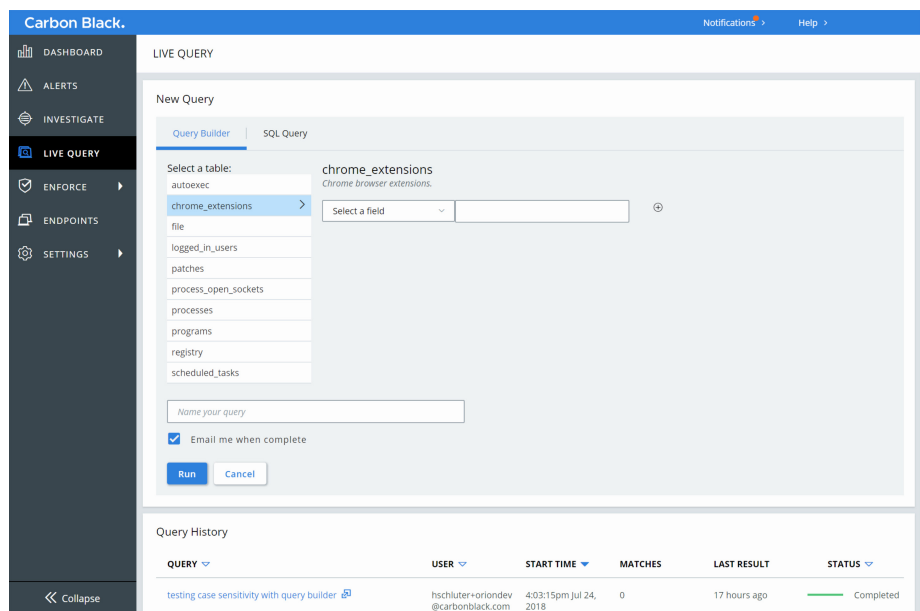 Carbon Black.
Notifications >
Help >
DASHBOARD
ALERTS
INVESTIGATE
LIVE QUERY
ENFORCE
ENDPOINTS
SETTINGS
Collapse
LIVE QUERY
New Query
Query Builder
SQL Query
Select a table:
autoexec
chrome_extensions
file
logged_in_users
patches
process_open_sockets
processes
programs
registry
scheduled_tasks
chrome_extensions
Chrome browser extensions.
Select a field
Name your query
Email me when complete
Run
Cancel
Query History
QUERY
USER
START TIME
MATCHES
LAST RESULT
STATUS
testing case sensitivity with query builder
hschluter+oriondev
@carbonblack.com
4:03:15pm Jul 24,
2018
0
17 hours ago
Completed